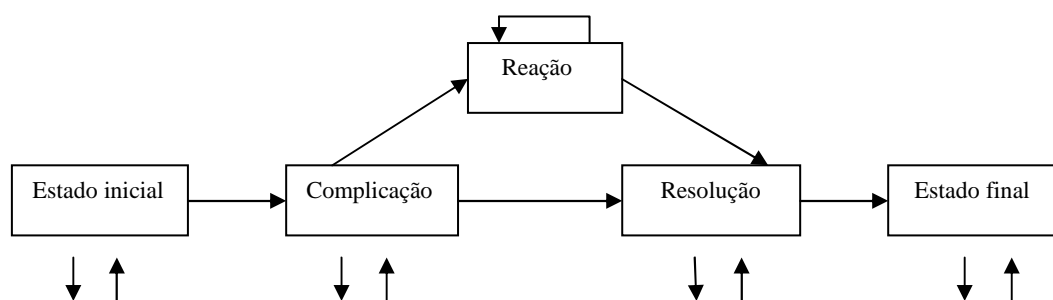 Reação
Estado inicial
Complicação
Resolução
Estado final